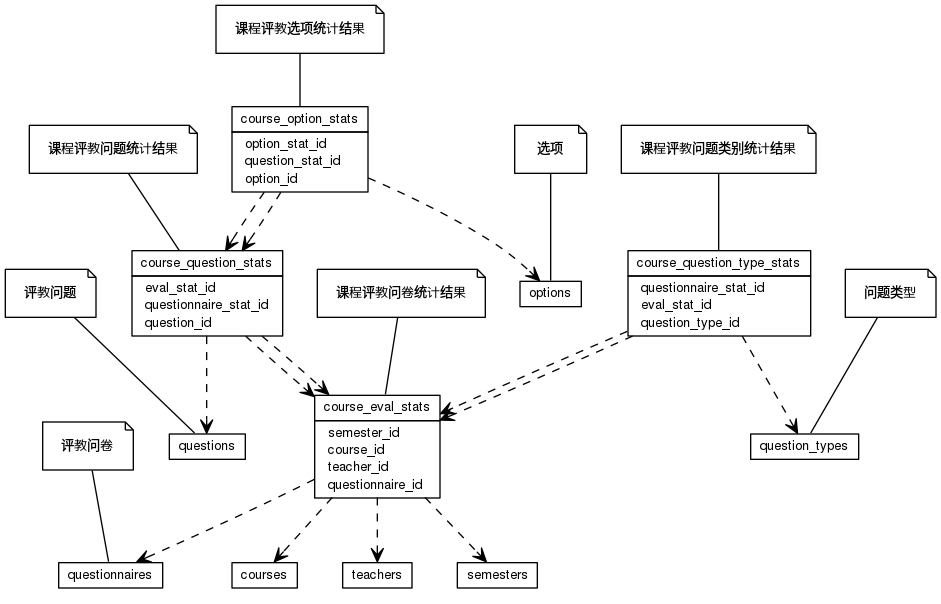 课程评教选项统计结果
course_option_stats
option_stat_id
question_stat_id
option_id
课程评教问题统计结果
选项
课程评教问题类别统计结果
course_question_stats
eval_stat_id
questionnaire_stat_id
question_id
course_question_type_stats
questionnaire_stat_id
eval_stat_id
question_type_id
评教问题
课程评教问卷统计结果
options
问题类型
course_eval_stats
semester_id
course_id
teacher_id
questionnaire_id
评教问卷
questions
question_types
questionnaires
courses
teachers
semesters